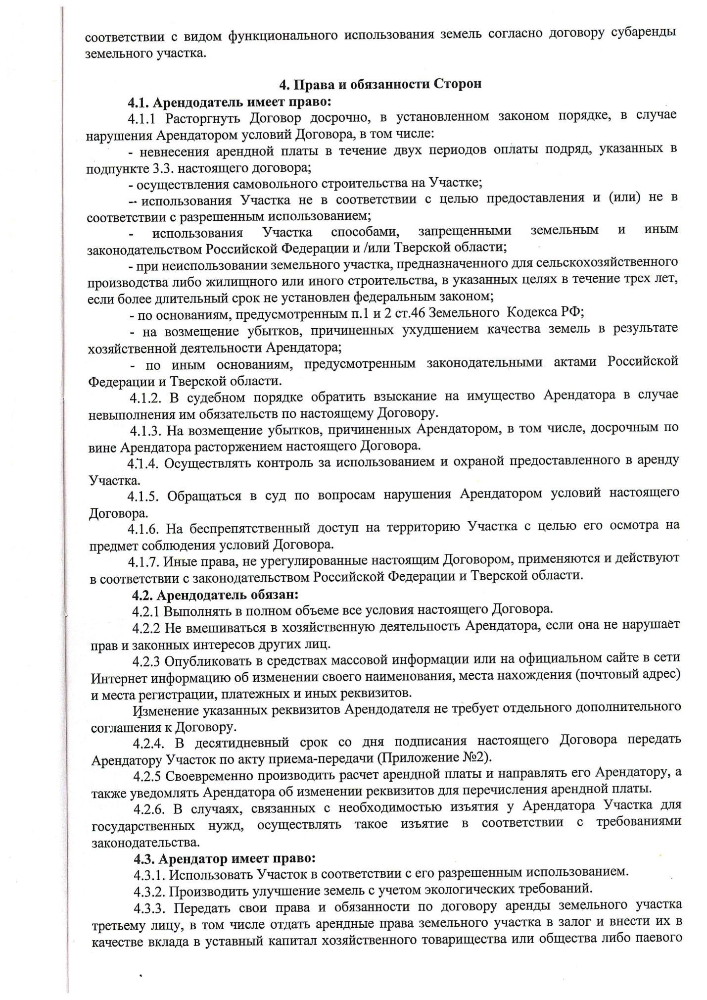 соответствии с видом функционального использования земель согласно договору субаренды
земельного участка.
4. Права и обязанности Сторон
4.1. Арендодатель имеет право:
4.1.1 Расторгнуть Договор досрочно, в установленном законом порядке, в случае
нарушения Арендатором условий Договора, в том числе:
- невнесения арендной платы в течение двух периодов оплаты подряд, указанных в
подпункте 3.3. настоящего договора;
- осуществления самовольного строительства на Участке;
- использования Участка не в соответствии с целью предоставления и (или) не в
соответствии с разрешенным использованием;
- использования Участка способами, запрещенными земельным и иным
законодательством Российской Федерации и /или Тверской области;
- при неиспользовании земельного участка, предназначенного для сельскохозяйственного
производства либо жилищного или иного строительства, в указанных целях в течение трех лет,
если более длительный срок не установлен федеральным законом;
- по основаниям, предусмотренным п.1 и 2 ст.46 Земельного Кодекса РФ;
- на возмещение убытков, причиненных ухудшением качества земель в результате
хозяйственной деятельности Арендатора;
- по иным основаниям, предусмотренным законодательными актами Российской
Федерации и Тверской области.
4.1.2. В судебном порядке обратить взыскание на имущество Арендатора в случае
невыполнения им обязательств по настоящему Договору.
4.1.3. На возмещение убытков, причиненных Арендатором, в том числе, досрочным по
вине Арендатора расторжением настоящего Договора.
4.1.4. Осуществлять контроль за использованием и охраной предоставленного в аренду
Участка.
4.1.5. Обращаться в суд по вопросам нарушения Арендатором условий настоящего
Договора.
4.1.6. На беспрепятственный доступ на территорию Участка с целью его осмотра на
предмет соблюдения условий Договора.
4.1.7. Иные права, не урегулированные настоящим Договором, применяются и действуют
в соответствии с законодательством Российской Федерации и Тверской области.
4.2. Арендодатель обязан:
4.2.1 Выполнять в полном объеме все условия настоящего Договора.
4.2.2 Не вмешиваться в хозяйственную деятельность Арендатора, если она не нарушает
прав и законных интересов других лиц.
4.2.3 Опубликовать в средствах массовой информации или на официальном сайте в сети
Интернет информацию об изменении своего наименования, места нахождения (почтовый адрес)
и места регистрации, платежных и иных реквизитов.
Изменение указанных реквизитов Арендодателя не требует отдельного дополнительного
соглашения к Договору.
4.2.4. В десятидневный срок со дня подписания настоящего Договора передать
Арендатору Участок по акту приема-передачи (Приложение №2).
4.2.5 Своевременно производить расчет арендной платы и направлять его Арендатору, а
также уведомлять Арендатора об изменении реквизитов для перечисления арендной платы.
4.2.6. В случаях, связанных с необходимостью изъятия у Арендатора Участка для
государственных нужд, осуществлять такое изъятие в соответствии с требованиями
законодательства.
4.3. Арендатор имеет право:
4.3.1. Использовать Участок в соответствии с его разрешенным использованием.
4.3.2. Производить улучшение земель с учетом экологических требований.
4.3.3. Передать свои права и обязанности по договору аренды земельного участка
третьему лицу, в том числе отдать арендные права земельного участка в залог и внести их в
качестве вклада в уставный капитал хозяйственного товарищества или общества либо паевого